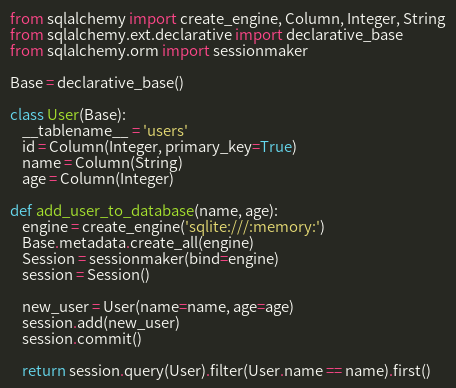 from sqlalchemy import create_engine, Column, Integer, String
from sqlalchemy.ext.declarative import declarative_base
from sqlalchemy.orm import sessionmaker

Base = declarative_base()

class User(Base):
    __tablename__ = 'users'
    id = Column(Integer, primary_key=True)
    name = Column(String)
    age = Column(Integer)

def add_user_to_database(name, age):
    engine = create_engine('sqlite:///:memory:')
    Base.metadata.create_all(engine)
    Session = sessionmaker(bind=engine)
    session = Session()

    new_user = User(name=name, age=age)
    session.add(new_user)
    session.commit()

    return session.query(User).filter(User.name == name).first()